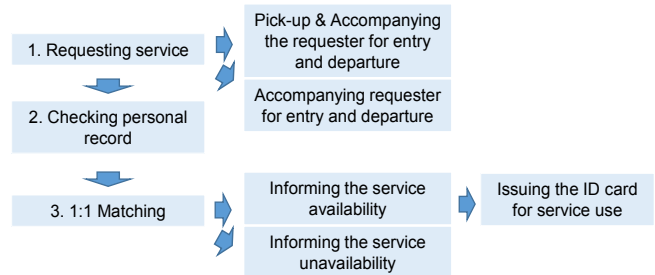 1. Requesting service
Pick-up & Accompanying
the requester for entry
and departure
Accompanying requester
for entry and departure
2. Checking personal
record
3. 1:1 Matching
Informing the service
availability
Issuing the ID card
for service use
Informing the service
unavailability